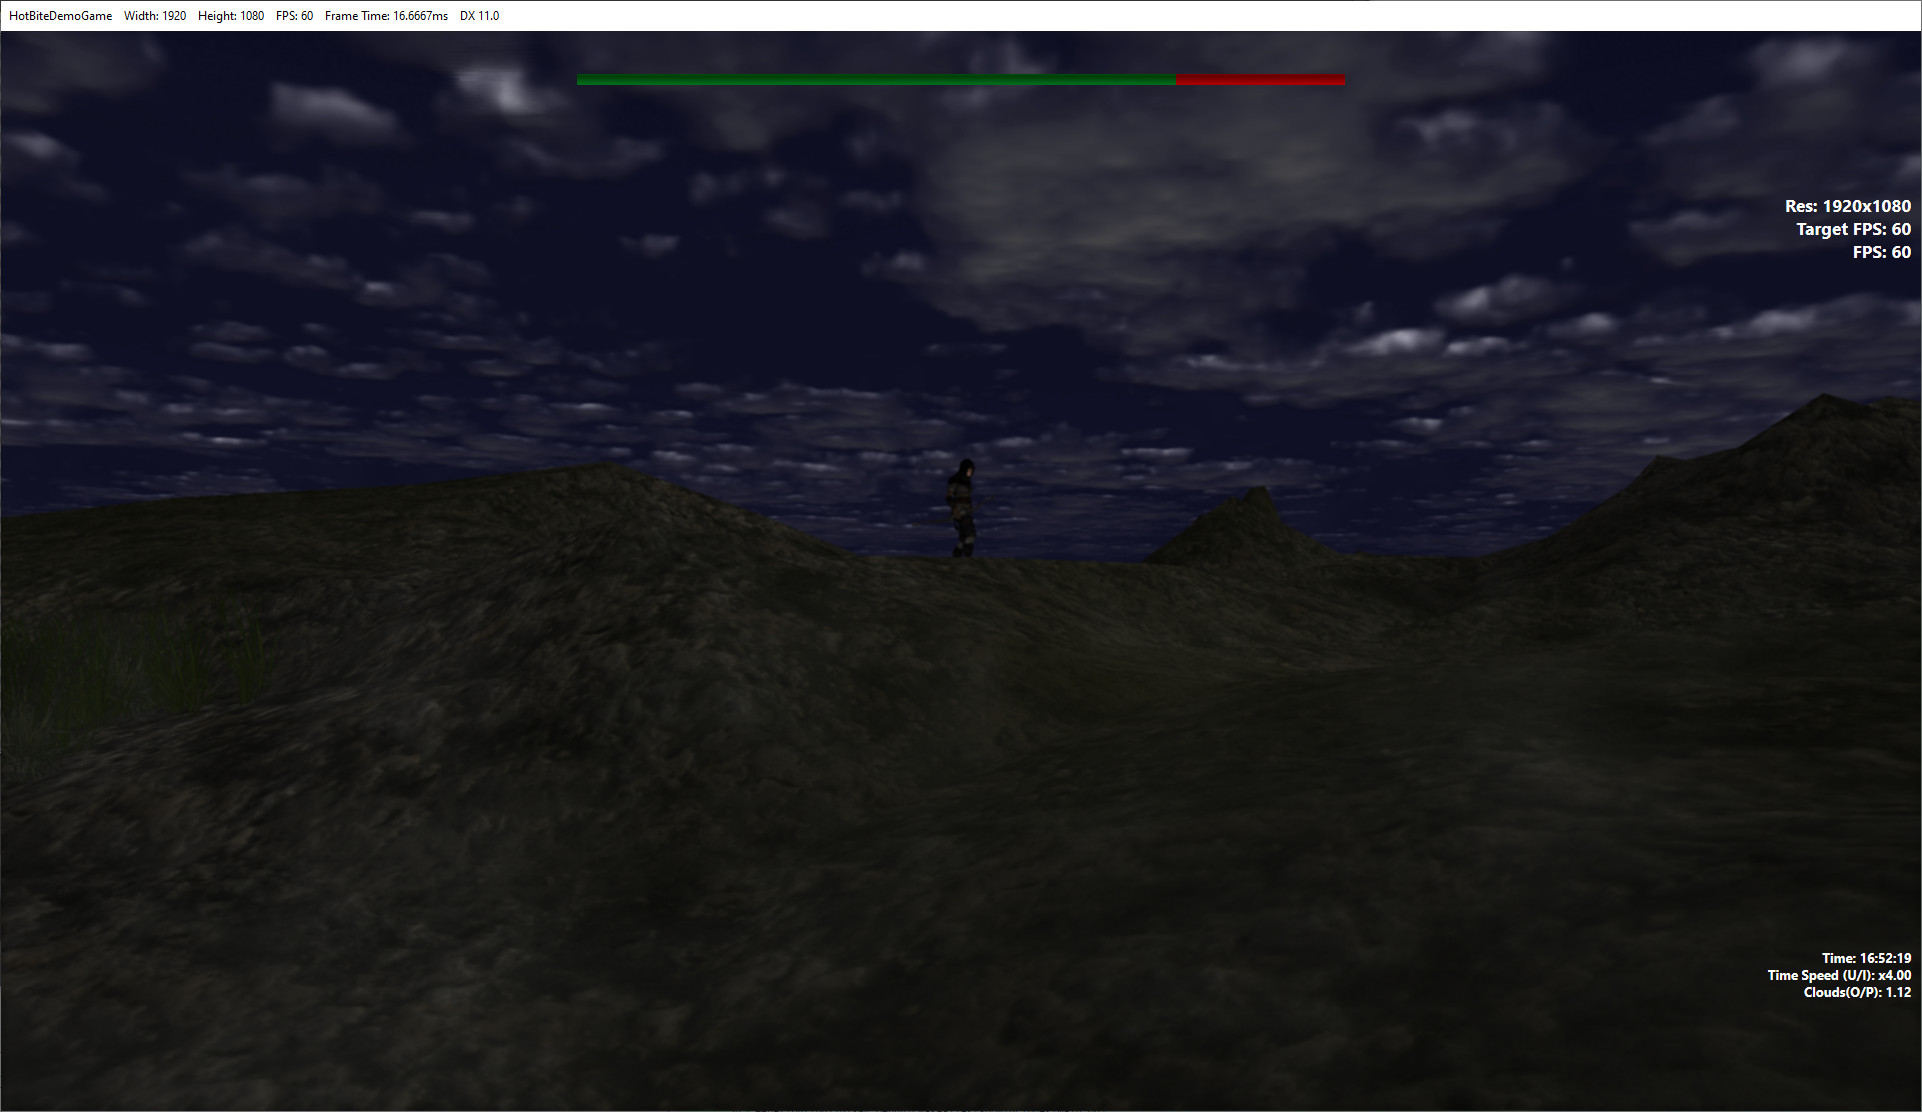 HotBiteDemoGame Width: 1920 Height: 1080 FPS: 60 Frame Time: 16.6667ms DX 11.0
Res: 1920x1080
Target FPS: 60
FPS: 60
Time: 16:52:19
Time Speed (U/I): x4.00
Clouds(O/P): 1.12